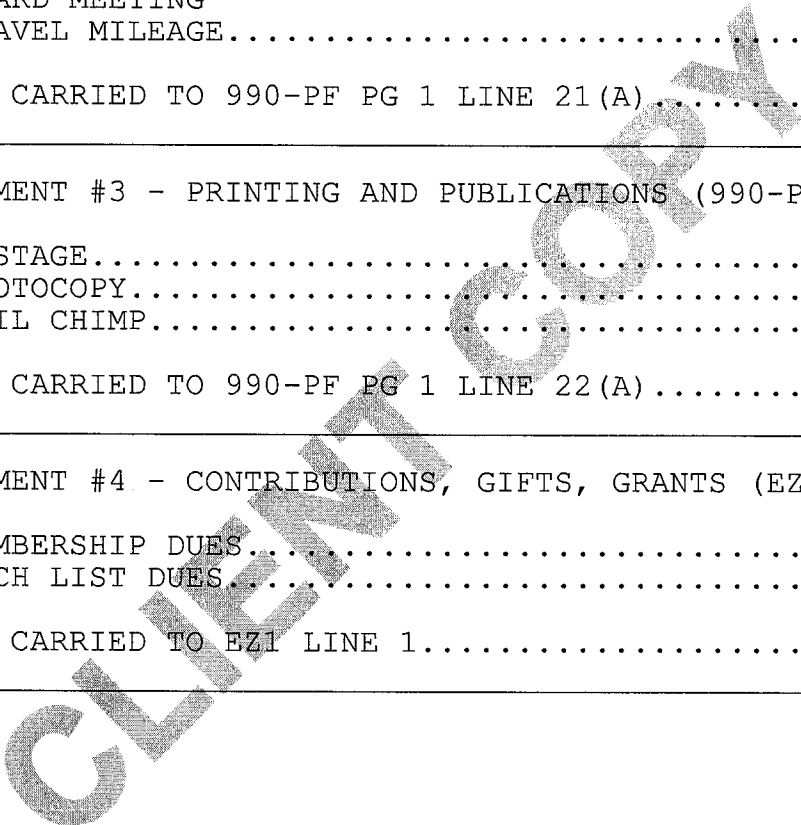 ARD MEETING
AVEL MILEAGE..............................
CARRIED TO 990-PF PG 1 LINE 21(A)........
MENT #3 - PRINTING AND PUBLICATIONS (990-P
STAGE.....................................
OTOCOPY...................................
IL CHIMP..................................
CARRIED TO 990-PF PG 1 LINE 22(A)........
MENT #4 - CONTRIBUTIONS, GIFTS, GRANTS (EZ
MBERSHIP DUES.............................
CH LIST DUES..............................
CARRIED TO EZ1 LINE 1....................
CLIENT COPY